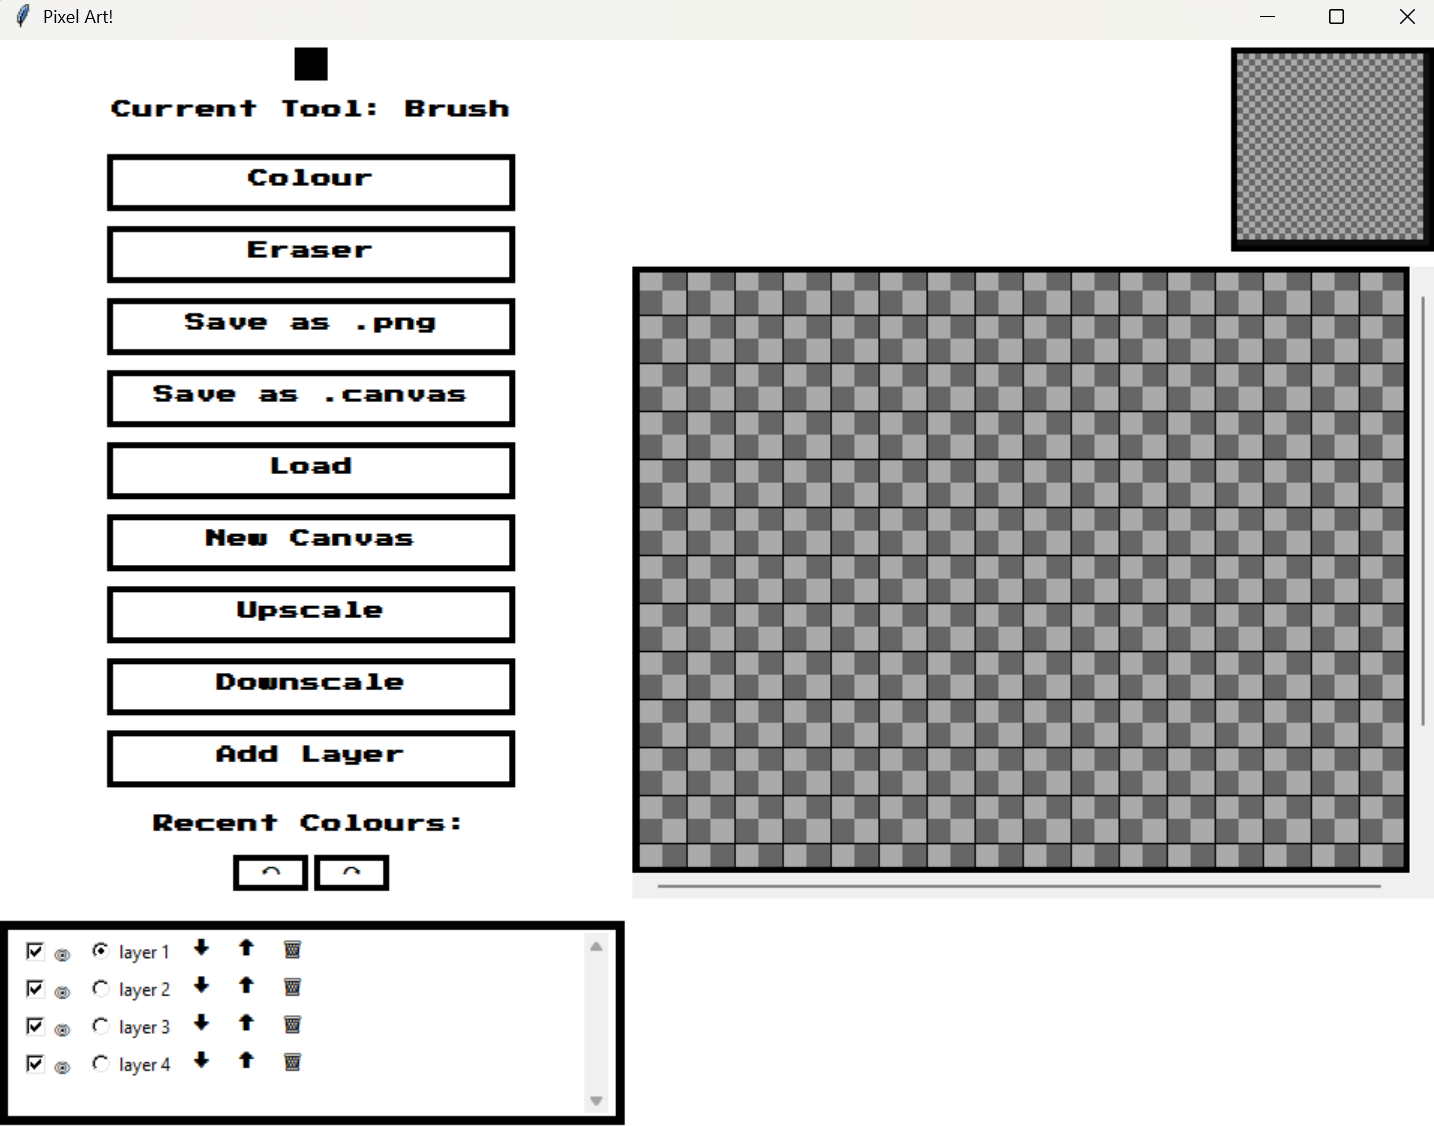 Pixel Art!
Current Tool: Brush
Colour
Eraser
Save as .png
Save as .canvas
Load
New Canvas
Upscale
Downscale
Add Layer
Recent Colours:
layer 1
layer 2
layer 3
layer 4